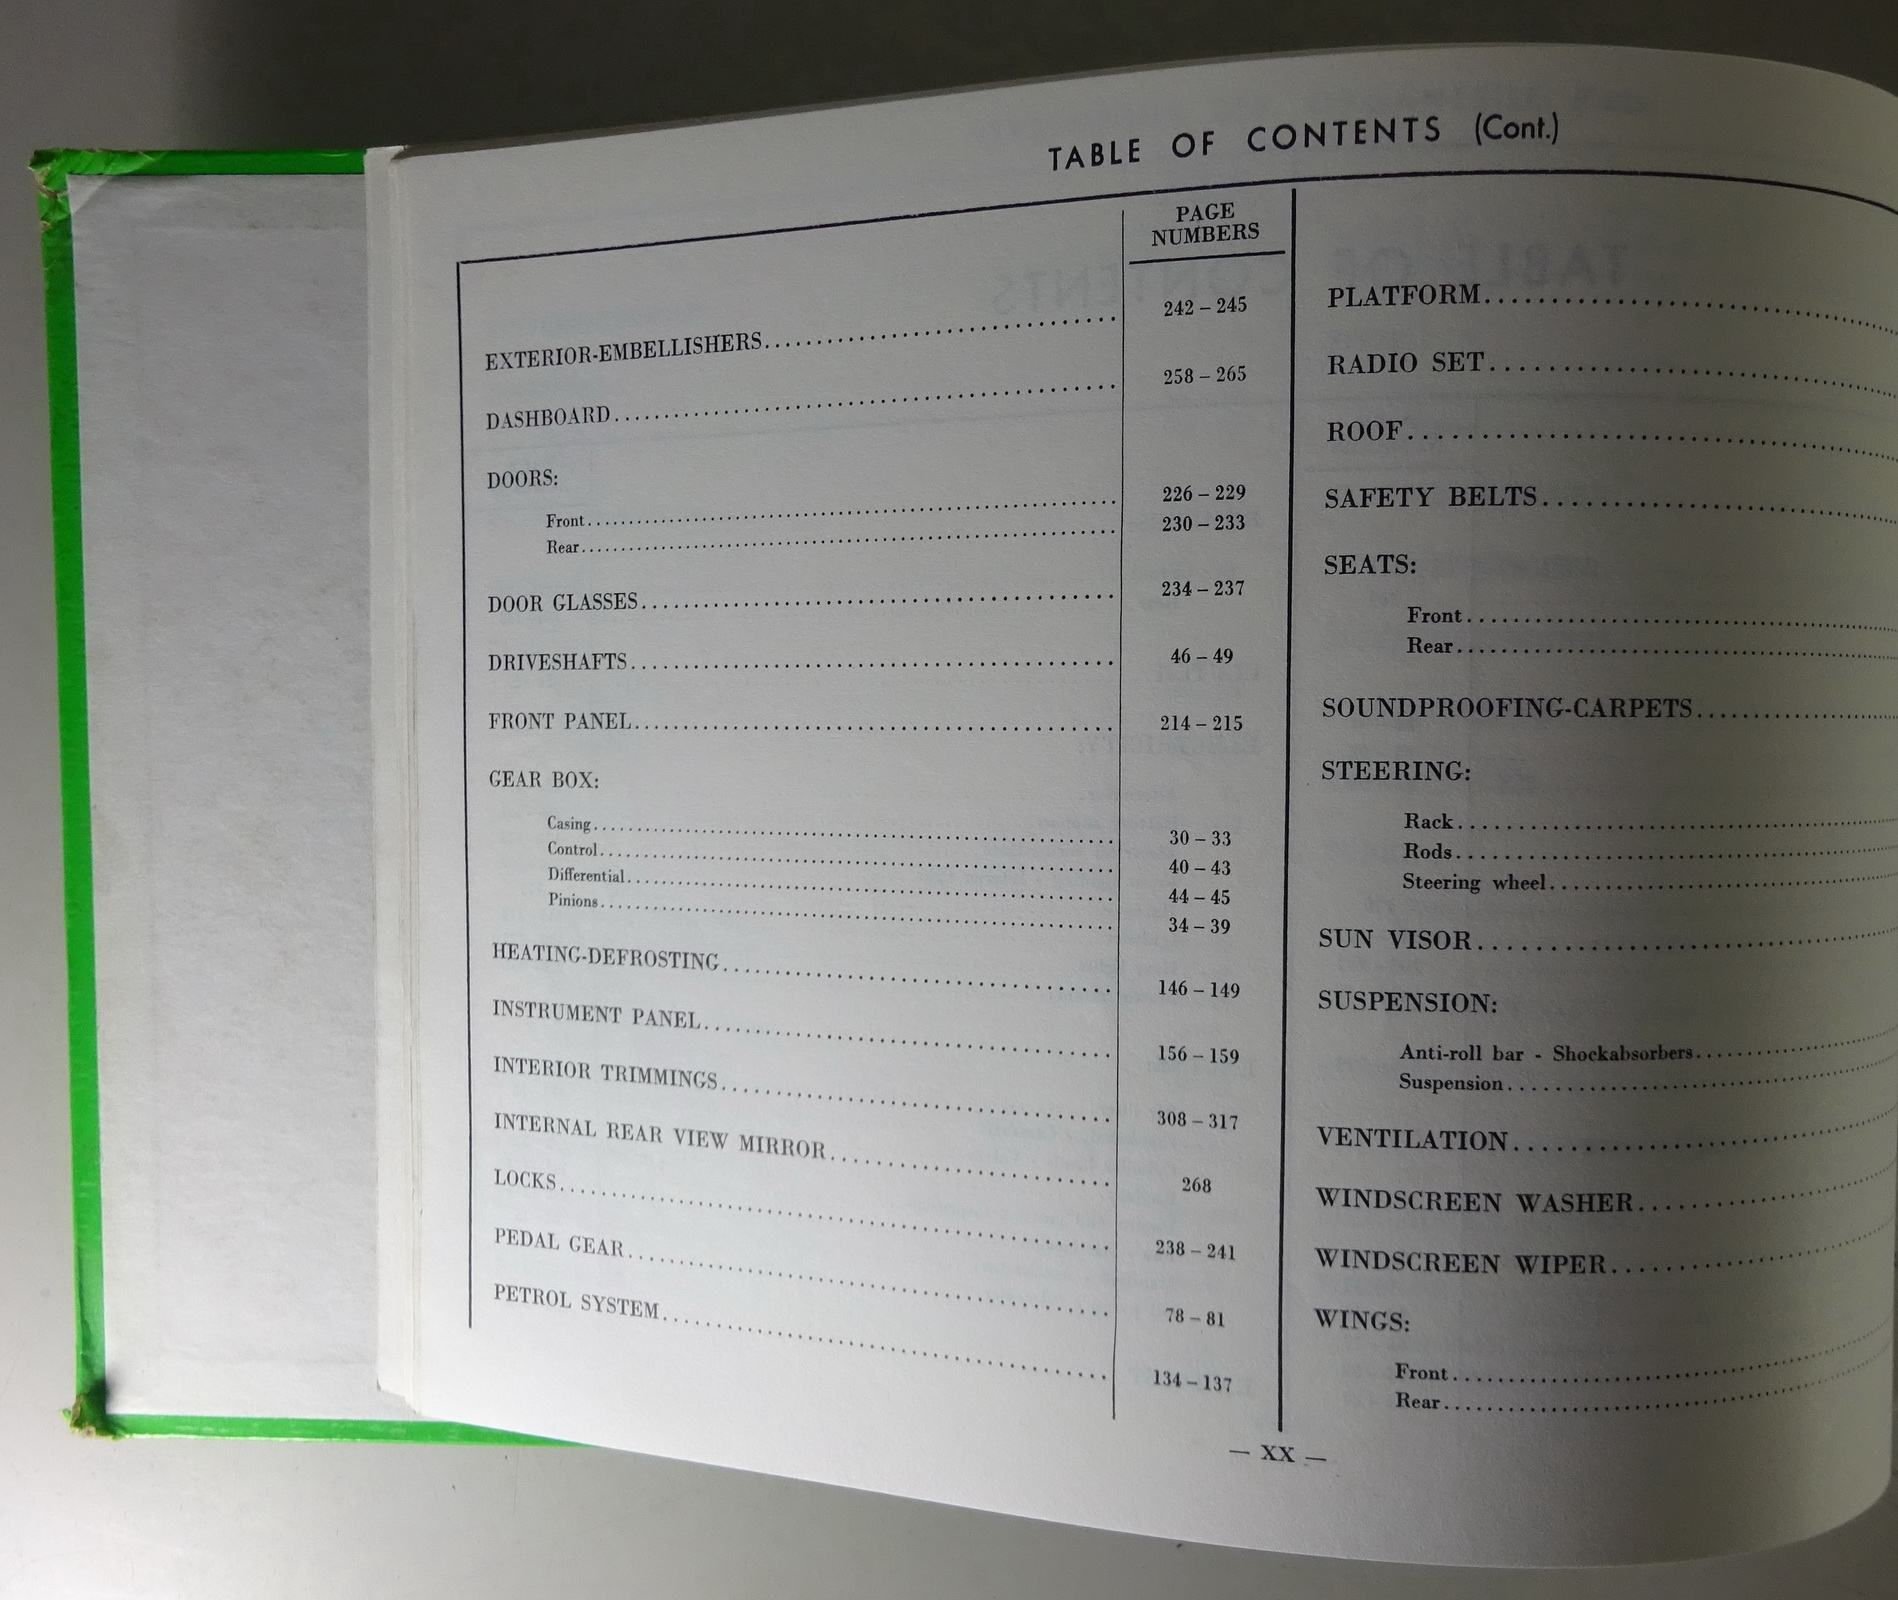 TABLE OF CONTENTS (Cont.)
PAGE
NUMBERS
EXTERIOR-EMBELLISHERS........ 242 – 245
DASHBOARD........ 258 – 265
DOORS:
Front........ 226 – 229
Rear........ 230 – 233
DOOR GLASSES........ 234 – 237
DRIVESHAFTS........ 46 – 49
FRONT PANEL........ 214 – 215
GEAR BOX:
Casing........ 30 – 33
Control........ 40 – 43
Differential........ 44 – 45
Pinions........ 34 – 39
HEATING-DEFROSTING........ 146 – 149
INSTRUMENT PANEL........ 156 – 159
INTERIOR TRIMMINGS........ 308 – 317
INTERNAL REAR VIEW MIRROR........ 268
LOCKS........ 238 – 241
PEDAL GEAR........ 78 – 81
PETROL SYSTEM........ 134 – 137
PLATFORM........
RADIO SET........
ROOF........
SAFETY BELTS........
SEATS:
Front........
Rear........
SOUNDPROOFING-CARPETS........
STEERING:
Rack........
Rods........
Steering wheel........
SUN VISOR........
SUSPENSION:
Anti-roll bar - Shockabsorbers........
Suspension........
VENTILATION........
WINDSCREEN WASHER........
WINDSCREEN WIPER........
WINGS:
Front........
Rear........
— XX —